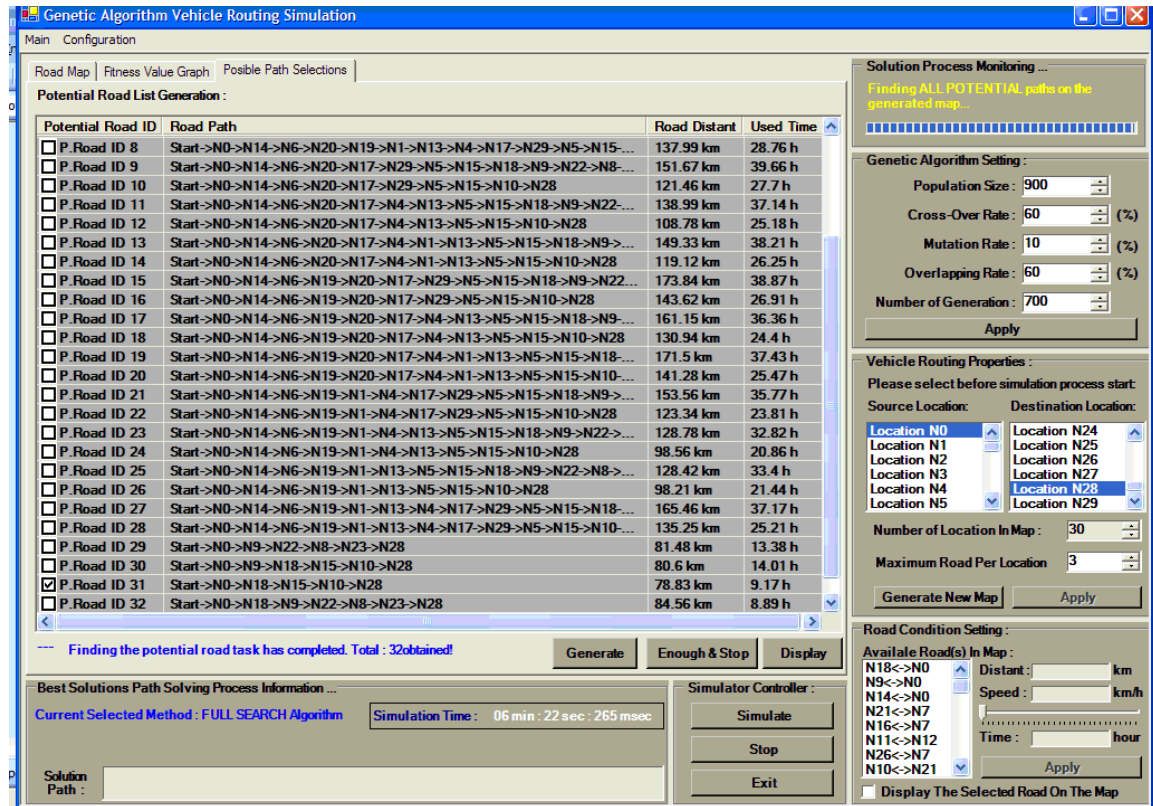 Genetic Algorithm Vehicle Routing Simulation
Main Configuration
Road Map Fitness Value Graph Posible Path Selections
Potential Road List Generation :
Potential Road ID Road Path Road Distant Used Time
P.Road ID 8 Start->N0->N14->N6->N20->N19->N1->N13->N4->N17->N29->N5->N15-... 137.99 km 28.76 h
P.Road ID 9 Start->N0->N14->N6->N20->N17->N29->N5->N15->N18->N9->N22->N8-... 151.67 km 39.66 h
P.Road ID 10 Start->N0->N14->N6->N20->N17->N29->N5->N15->N10->N28 121.46 km 27.7 h
P.Road ID 11 Start->N0->N14->N6->N20->N17->N4->N13->N5->N15->N18->N9->N22-... 138.99 km 37.14 h
P.Road ID 12 Start->N0->N14->N6->N20->N17->N4->N13->N5->N15->N10->N28 108.78 km 25.18 h
P.Road ID 13 Start->N0->N14->N6->N20->N17->N4->N1->N13->N5->N15->N18->N9->... 149.33 km 38.21 h
P.Road ID 14 Start->N0->N14->N6->N20->N17->N4->N1->N13->N5->N15->N10->N28 119.12 km 26.25 h
P.Road ID 15 Start->N0->N14->N6->N19->N20->N17->N29->N5->N15->N18->N9->N22... 173.84 km 38.87 h
P.Road ID 16 Start->N0->N14->N6->N19->N20->N17->N29->N5->N15->N10->N28 143.62 km 26.91 h
P.Road ID 17 Start->N0->N14->N6->N19->N20->N17->N4->N13->N5->N15->N18->N9-... 161.15 km 36.36 h
P.Road ID 18 Start->N0->N14->N6->N19->N20->N17->N4->N13->N5->N15->N10->N28 130.94 km 24.4 h
P.Road ID 19 Start->N0->N14->N6->N19->N20->N17->N4->N1->N13->N5->N15->N18-... 171.5 km 37.43 h
P.Road ID 20 Start->N0->N14->N6->N19->N20->N17->N4->N1->N13->N5->N15->N10-... 141.28 km 25.47 h
P.Road ID 21 Start->N0->N14->N6->N19->N1->N4->N17->N29->N5->N15->N18->N9->... 153.56 km 35.77 h
P.Road ID 22 Start->N0->N14->N6->N19->N1->N4->N17->N29->N5->N15->N10->N28 123.34 km 23.81 h
P.Road ID 23 Start->N0->N14->N6->N19->N1->N4->N13->N5->N15->N18->N9->N22->... 128.78 km 32.82 h
P.Road ID 24 Start->N0->N14->N6->N19->N1->N4->N13->N5->N15->N10->N28 98.56 km 20.86 h
P.Road ID 25 Start->N0->N14->N6->N19->N1->N13->N5->N15->N18->N9->N22->N8->... 128.42 km 33.4 h
P.Road ID 26 Start->N0->N14->N6->N19->N1->N13->N5->N15->N10->N28 98.21 km 21.44 h
P.Road ID 27 Start->N0->N14->N6->N19->N1->N13->N4->N17->N29->N5->N15->N18-... 165.46 km 37.17 h
P.Road ID 28 Start->N0->N14->N6->N19->N1->N13->N4->N17->N29->N5->N15->N10-... 135.25 km 25.21 h
P.Road ID 29 Start->N0->N9->N22->N8->N23->N28 81.48 km 13.38 h
P.Road ID 30 Start->N0->N9->N18->N15->N10->N28 80.6 km 14.01 h
P.Road ID 31 Start->N0->N18->N15->N10->N28 78.83 km 9.17 h
P.Road ID 32 Start->N0->N18->N9->N22->N8->N23->N28 84.56 km 8.89 h
--- Finding the potential road task has completed. Total : 32obtained!
Generate Enough & Stop Display
Best Solutions Path Solving Process Information ...
Current Selected Method : FULL SEARCH Algorithm
Simulation Time : 06 min : 22 sec : 265 msec
Solution
Path :
Simulator Controller :
Simulate
Stop
Exit
Solution Process Monitoring ...
Finding ALL POTENTIAL paths on the
generated map...
Genetic Algorithm Setting :
Population Size : 900
Cross-Over Rate : 60 (%)
Mutation Rate : 10 (%)
Overlapping Rate : 60 (%)
Number of Generation : 700
Apply
Vehicle Routing Properties :
Please select before simulation process start:
Source Location: Destination Location:
Location N0 Location N24
Location N1 Location N25
Location N2 Location N26
Location N3 Location N27
Location N4 Location N28
Location N5 Location N29
Number of Location In Map : 30
Maximum Road Per Location 3
Generate New Map Apply
Road Condition Setting :
Availale Road(s) In Map :
N18<->N0
N9<->N0
N14<->N0
N21<->N7
N16<->N7
N11<->N12
N26<->N7
N10<->N21
Distant : km
Speed : km/h
Time : hour
Apply
Display The Selected Road On The Map